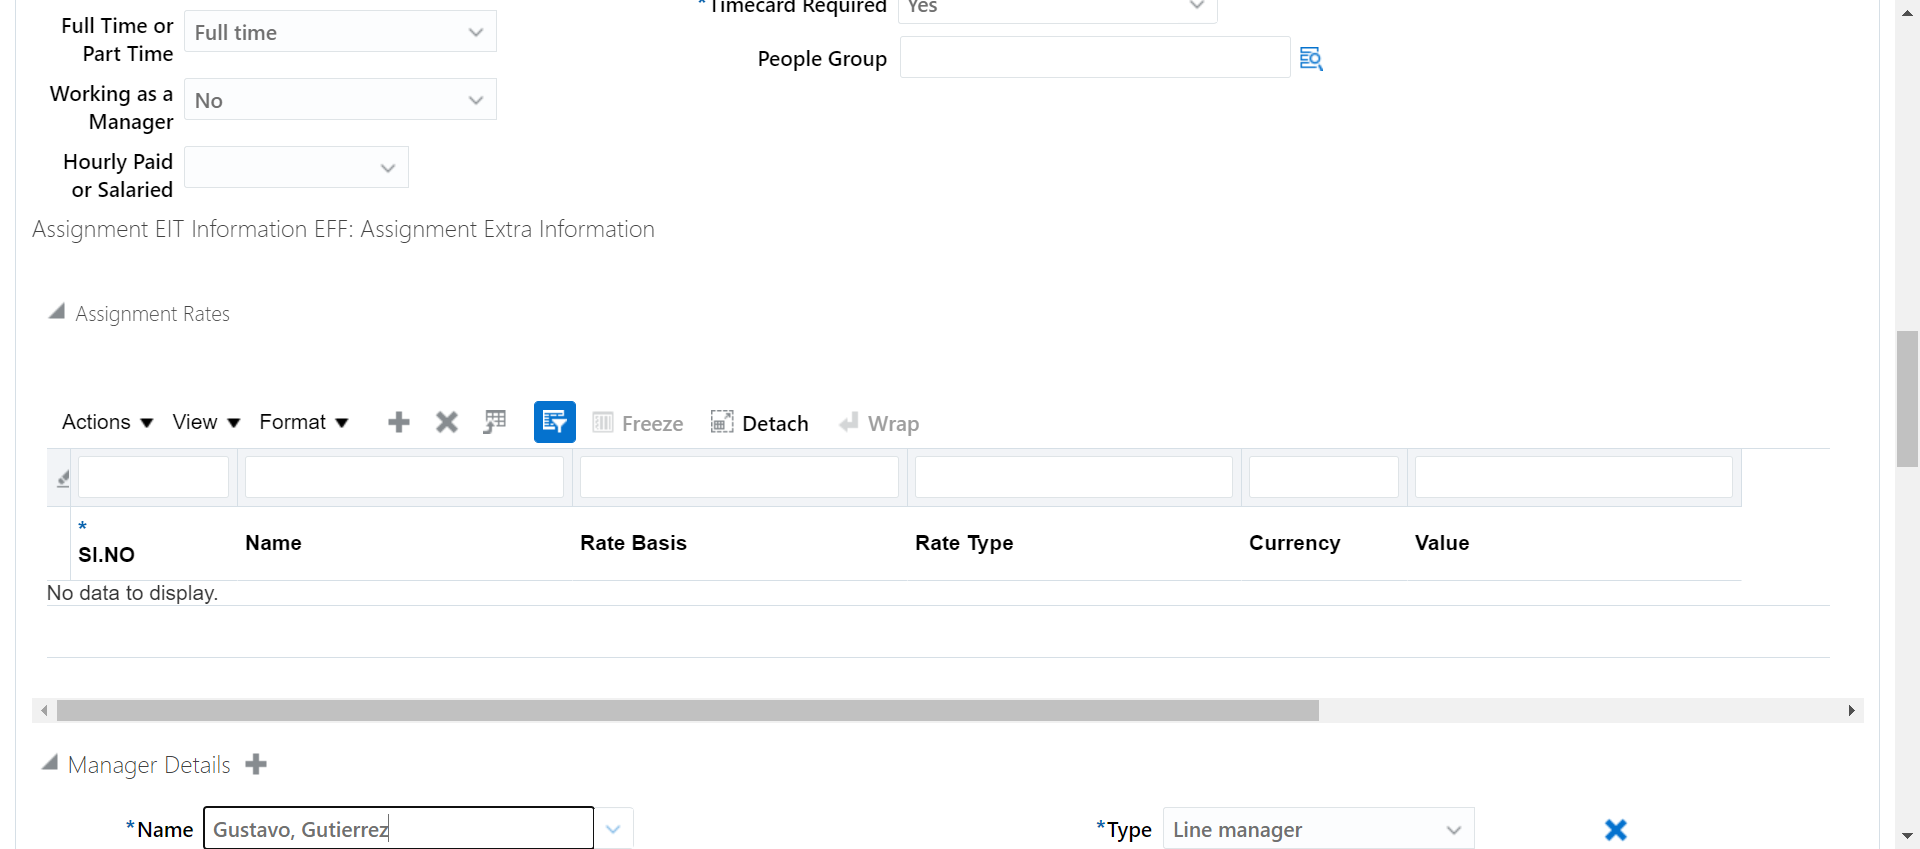 *Timecard Required Yes
Full Time or
Part Time
Full time
People Group
Working as a
Manager
No
Hourly Paid
or Salaried
Assignment EIT Information EFF: Assignment Extra Information
Assignment Rates
Actions View Format Freeze Detach Wrap
*
SI.NO Name Rate Basis Rate Type Currency Value
No data to display.
Manager Details
*Name Gustavo, Gutierrez *Type Line manager